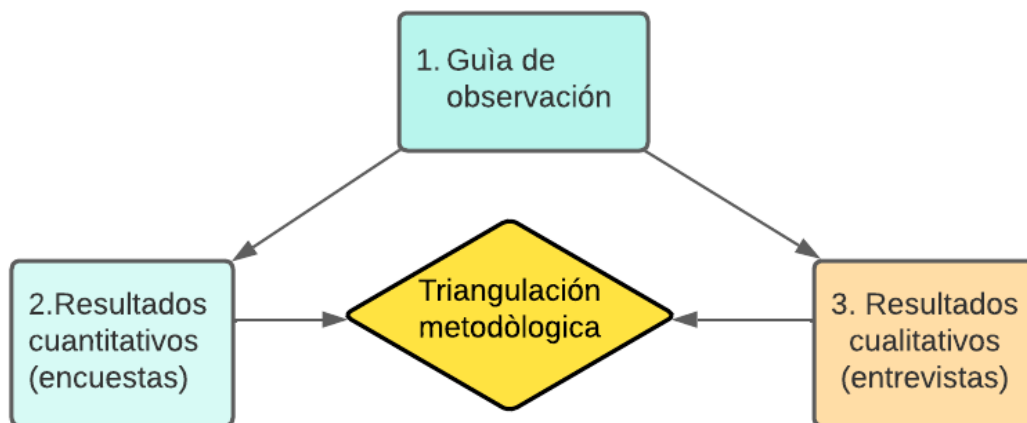 1. Guìa de
observación
2.Resultados
cuantitativos
(encuestas)
Triangulación
metodòlogica
3. Resultados
cualitativos
(entrevistas)